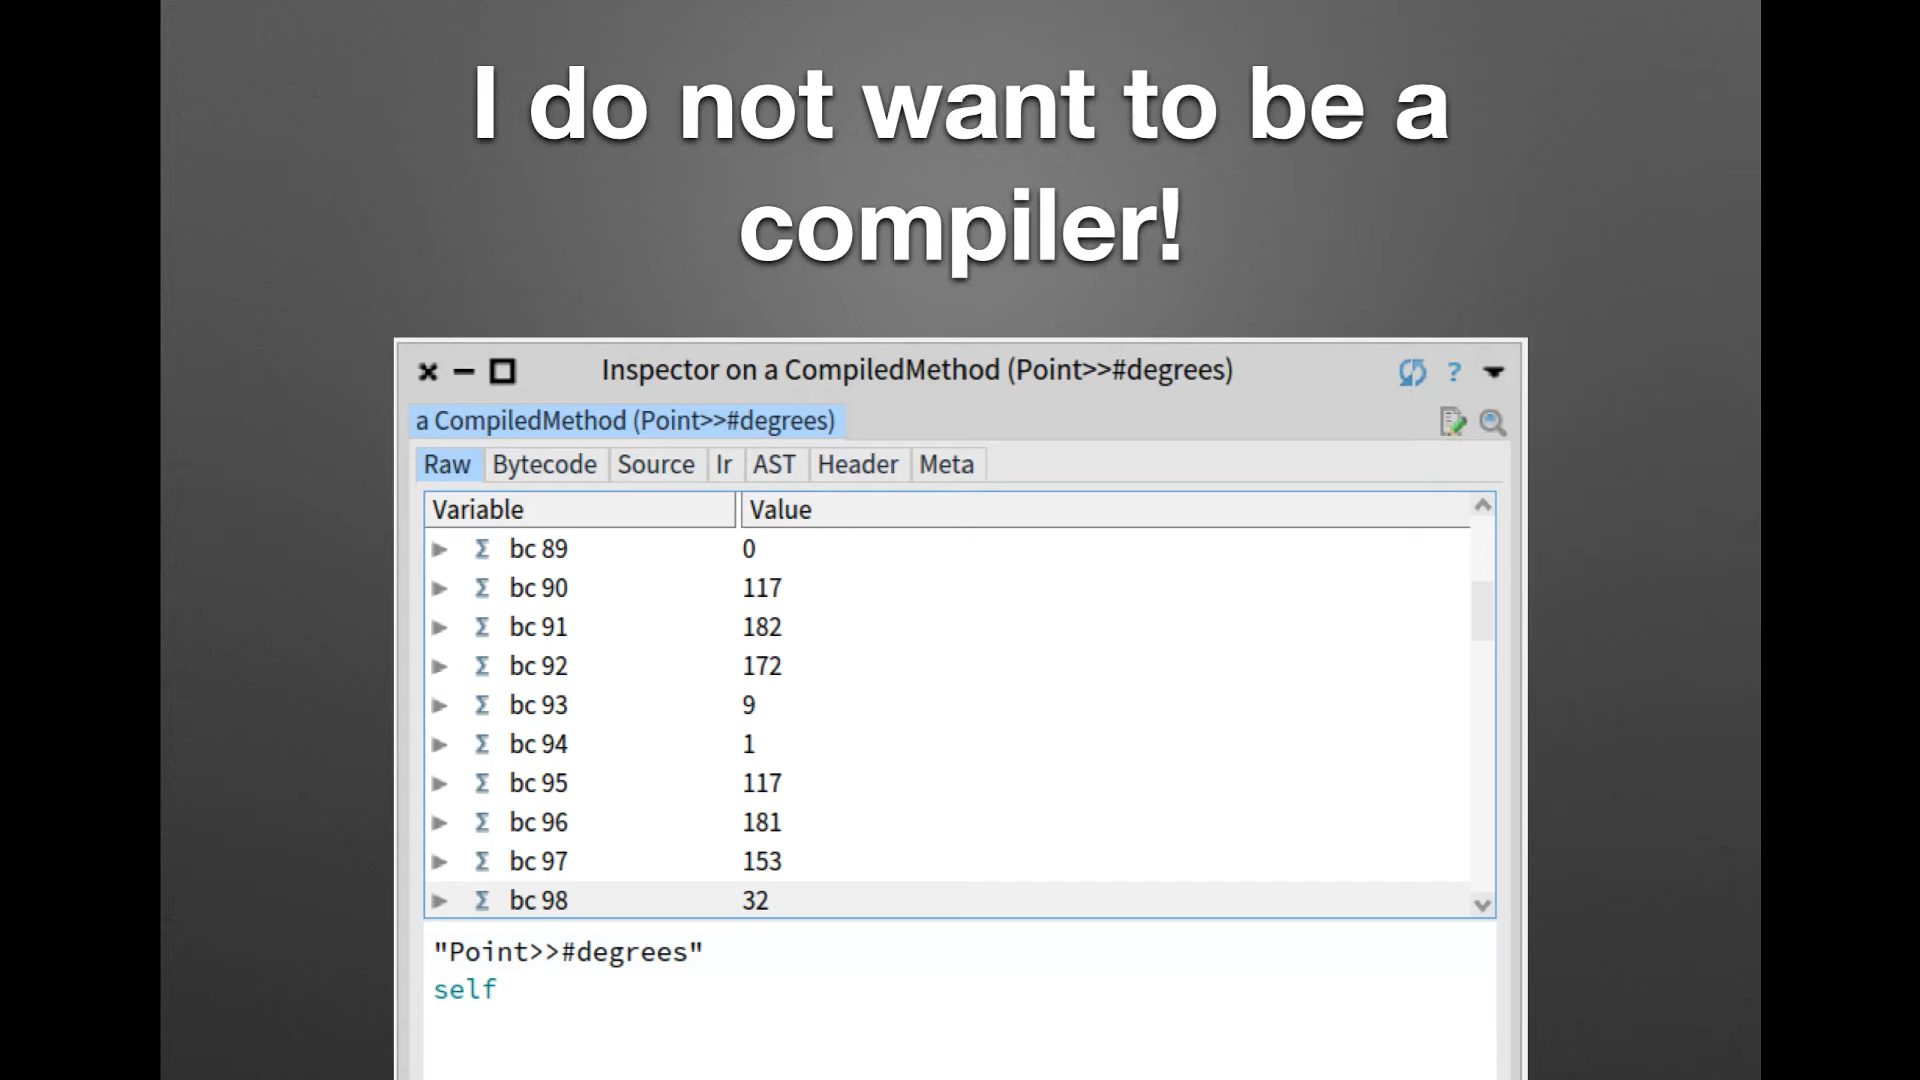 I do not want to be a
compiler!
Inspector on a CompiledMethod (Point>>#degrees)
?
a CompiledMethod (Point>>#degrees)
Raw Bytecode Source Ir AST Header Meta
Variable Value
Σ bc 89 0
Σ bc 90 117
Σ bc 91 182
Σ bc 92 172
Σ bc 93 9
Σ bc 94 1
Σ bc 95 117
Σ bc 96 181
Σ bc 97 153
Σ bc 98 32
"Point>>#degrees"
self